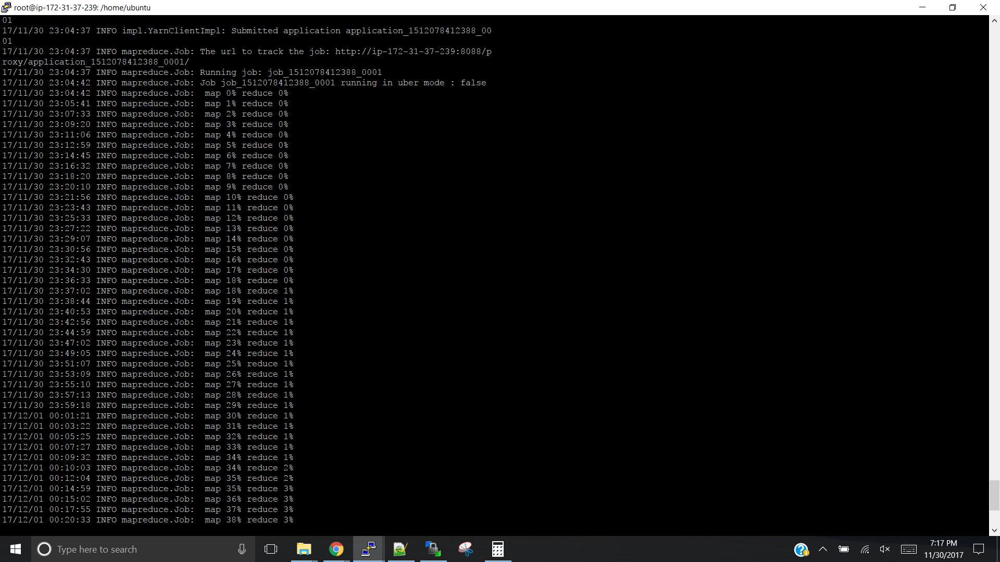 root@ip-172-31-37-239: /home/ubuntu
01
17/11/30 23:04:37 INFO impl.YarnClientImpl: Submitted application application_1512078412388_00
01
17/11/30 23:04:37 INFO mapreduce.Job: The url to track the job: http://ip-172-31-37-239:8088/p
roxy/application_1512078412388_0001/
17/11/30 23:04:37 INFO mapreduce.Job: Running job: job_1512078412388_0001
17/11/30 23:04:42 INFO mapreduce.Job: Job job_1512078412388_0001 running in uber mode : false
17/11/30 23:04:42 INFO mapreduce.Job:  map 0% reduce 0%
17/11/30 23:05:41 INFO mapreduce.Job:  map 1% reduce 0%
17/11/30 23:07:33 INFO mapreduce.Job:  map 2% reduce 0%
17/11/30 23:09:20 INFO mapreduce.Job:  map 3% reduce 0%
17/11/30 23:11:06 INFO mapreduce.Job:  map 4% reduce 0%
17/11/30 23:12:59 INFO mapreduce.Job:  map 5% reduce 0%
17/11/30 23:14:45 INFO mapreduce.Job:  map 6% reduce 0%
17/11/30 23:16:32 INFO mapreduce.Job:  map 7% reduce 0%
17/11/30 23:18:20 INFO mapreduce.Job:  map 8% reduce 0%
17/11/30 23:20:10 INFO mapreduce.Job:  map 9% reduce 0%
17/11/30 23:21:56 INFO mapreduce.Job:  map 10% reduce 0%
17/11/30 23:23:43 INFO mapreduce.Job:  map 11% reduce 0%
17/11/30 23:25:33 INFO mapreduce.Job:  map 12% reduce 0%
17/11/30 23:27:22 INFO mapreduce.Job:  map 13% reduce 0%
17/11/30 23:29:07 INFO mapreduce.Job:  map 14% reduce 0%
17/11/30 23:30:56 INFO mapreduce.Job:  map 15% reduce 0%
17/11/30 23:32:43 INFO mapreduce.Job:  map 16% reduce 0%
17/11/30 23:34:30 INFO mapreduce.Job:  map 17% reduce 0%
17/11/30 23:36:33 INFO mapreduce.Job:  map 18% reduce 0%
17/11/30 23:37:02 INFO mapreduce.Job:  map 18% reduce 1%
17/11/30 23:38:44 INFO mapreduce.Job:  map 19% reduce 1%
17/11/30 23:40:53 INFO mapreduce.Job:  map 20% reduce 1%
17/11/30 23:42:56 INFO mapreduce.Job:  map 21% reduce 1%
17/11/30 23:44:59 INFO mapreduce.Job:  map 22% reduce 1%
17/11/30 23:47:02 INFO mapreduce.Job:  map 23% reduce 1%
17/11/30 23:49:05 INFO mapreduce.Job:  map 24% reduce 1%
17/11/30 23:51:07 INFO mapreduce.Job:  map 25% reduce 1%
17/11/30 23:53:09 INFO mapreduce.Job:  map 26% reduce 1%
17/11/30 23:55:10 INFO mapreduce.Job:  map 27% reduce 1%
17/11/30 23:57:13 INFO mapreduce.Job:  map 28% reduce 1%
17/11/30 23:59:18 INFO mapreduce.Job:  map 29% reduce 1%
17/12/01 00:01:21 INFO mapreduce.Job:  map 30% reduce 1%
17/12/01 00:03:22 INFO mapreduce.Job:  map 31% reduce 1%
17/12/01 00:05:25 INFO mapreduce.Job:  map 32% reduce 1%
17/12/01 00:07:27 INFO mapreduce.Job:  map 33% reduce 1%
17/12/01 00:09:32 INFO mapreduce.Job:  map 34% reduce 1%
17/12/01 00:10:03 INFO mapreduce.Job:  map 34% reduce 2%
17/12/01 00:12:04 INFO mapreduce.Job:  map 35% reduce 2%
17/12/01 00:14:59 INFO mapreduce.Job:  map 35% reduce 3%
17/12/01 00:15:02 INFO mapreduce.Job:  map 36% reduce 3%
17/12/01 00:17:55 INFO mapreduce.Job:  map 37% reduce 3%
17/12/01 00:20:33 INFO mapreduce.Job:  map 38% reduce 3%
Type here to search
7:17 PM
11/30/2017